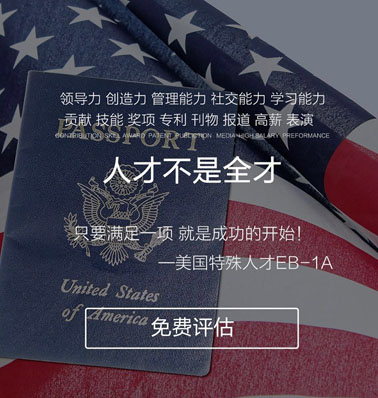 领导力 创造力 管理能力 社交能力 学习能力
贡献 技能 奖项 专利 刊物 报道 高薪 表演
PASSPORT
CONTRIBUTION SKILL AWARD PATENT PUBLICTION MEDIA HIGH SALARY PREFORMANCE
人才不是全才
只要满足一项 就是成功的开始！
—美国特殊人才EB-1A
United States
of America
免费评估